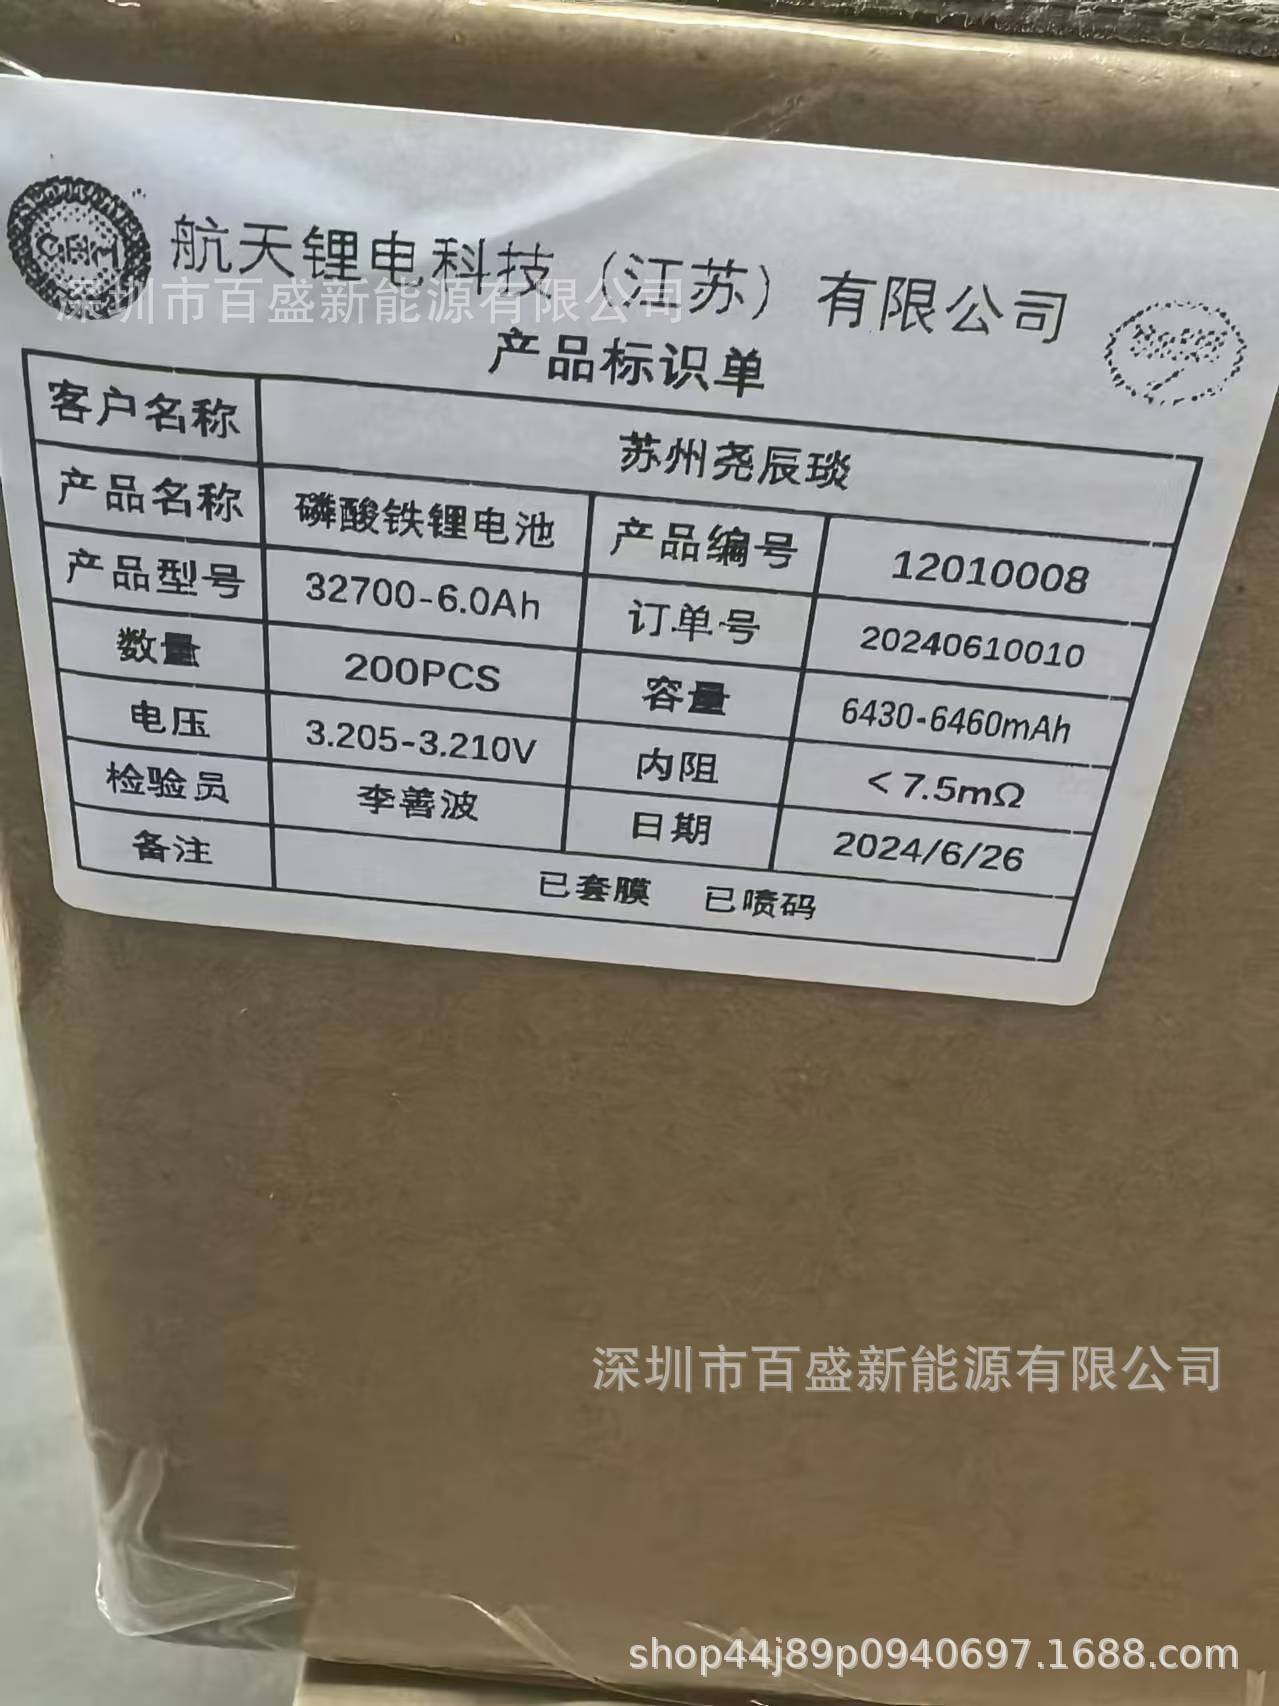 航天锂电科技（江苏）有限公司
深圳市百盛新能源有限公司
产品标识单
客户名称 苏州尧辰琰
产品名称 磷酸铁锂电池 产品编号 12010008
产品型号 32700-6.0Ah 订单号 20240610010
数量 200PCS 容量 6430-6460mAh
电压 3.205-3.210V 内阻 <7.5mΩ
检验员 李善波 日期 2024/6/26
备注 已套膜 已喷码
深圳市百盛新能源有限公司
shop44j89p0940697.1688.com